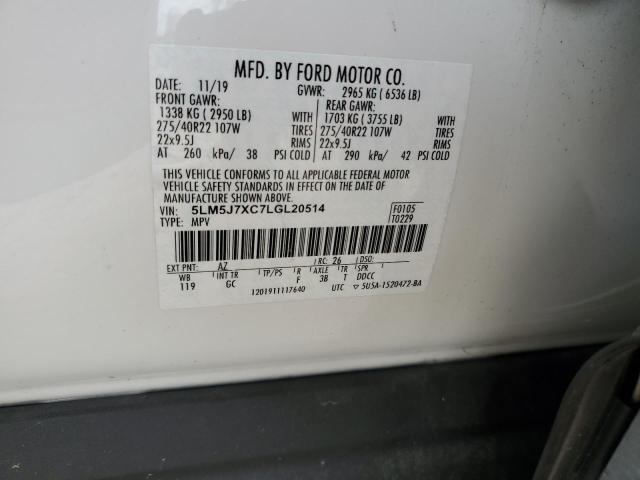 MFD. BY FORD MOTOR CO.
DATE: 11/19 GVWR: 2965 KG ( 6536 LB)
FRONT GAWR: REAR GAWR:
1338 KG ( 2950 LB) WITH 1703 KG ( 3755 LB) WITH
275/40R22 107W TIRES 275/40R22 107W TIRES
22x9.5J RIMS 22x9.5J RIMS
AT 260 kPa/ 38 PSI COLD AT 290 kPa/ 42 PSI COLD
THIS VEHICLE CONFORMS TO ALL APPLICABLE FEDERAL MOTOR
VEHICLE SAFETY STANDARDS IN EFFECT ON THE DATE OF
MANUFACTURE SHOWN ABOVE.
VIN: 5LM5J7XC7LGL20514 F0105
TYPE: MPV T0229
EXT PNT: AZ RC: 26 DSO:
WB INT TR TP/PS R AXLE TR SPR
119 GC F 3B T DDCC
1201911117640 UTC 5U5A-1520472-BA